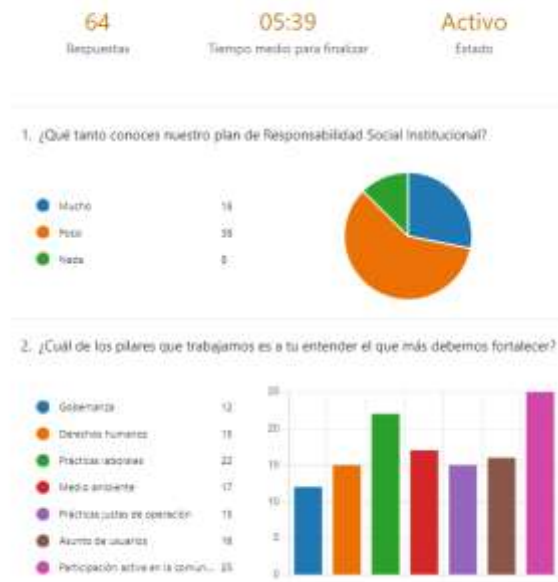 64
05:39
Activo
Respuestas
Tiempo medio para finalizar
Estado
1. ¿Qué tanto conoces nuestro plan de Responsabilidad Social Institucional?
Mucho
Poco
Nada 8
2. ¿Cuál de los pilares que trabajamos es a tu entender el que más debemos fortalecer?
Gobernanza 12
Derechos humanos 15
Prácticas laborales 22
Medio ambiente 17
Prácticas justas de operación 15
Asunto de usuarios 16
Participación activa en la comun... 25
20
15
10
5
0